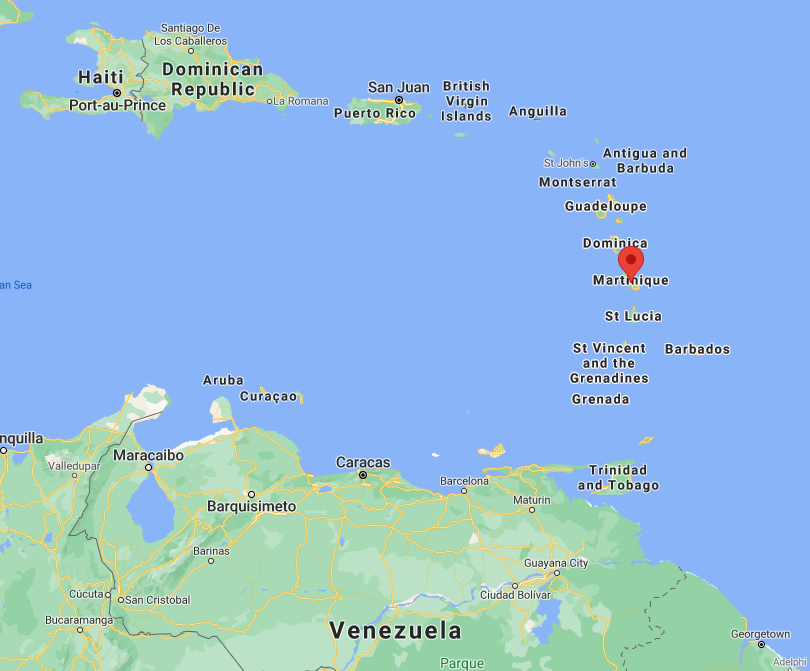 Santiago De
Los Caballeros
Haiti
Dominican
Republic
Port-au-Prince
La Romana
San Juan
Puerto Rico
British
Virgin
Islands
Anguilla
St John's
Antigua and
Barbuda
Montserrat
Guadeloupe
Dominica
Martinique
an Sea
St Lucia
St Vincent
and the
Grenadines
Barbados
Grenada
Aruba
Curaçao
nquilla
Valledupar
Maracaibo
Caracas
Barcelona
Trinidad
and Tobago
Barquisimeto
Maturin
Barinas
Guayana City
Ciudad Bolívar
Cúcuta
San Cristobal
Bucaramanga
Venezuela
Georgetown
Parque
Adelphi